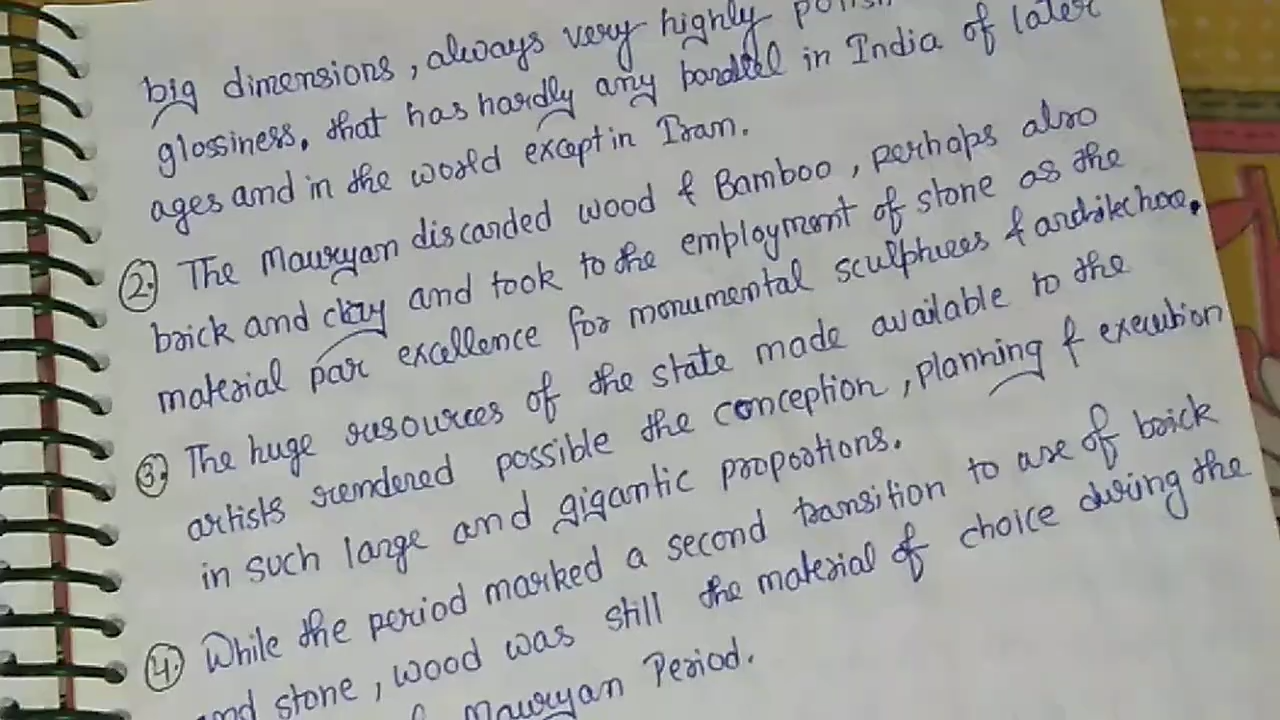 big dimensions, always very highly
glossiness. that has hardly any parallel in India of later
ages and in the world except in Iran.
2. The Mauryan discarded wood & Bamboo, perhaps also
brick and clay and took to the employment of stone as the
material par excellence for monumental sculptures &
3. The huge resources of the state made available to the
artists rendered possible the conception, planning & execution
in such large and gigantic proportions.
4. While the period marked a second transition to use of brick
and stone, wood was still the material of choice during the
Mauryan Period.